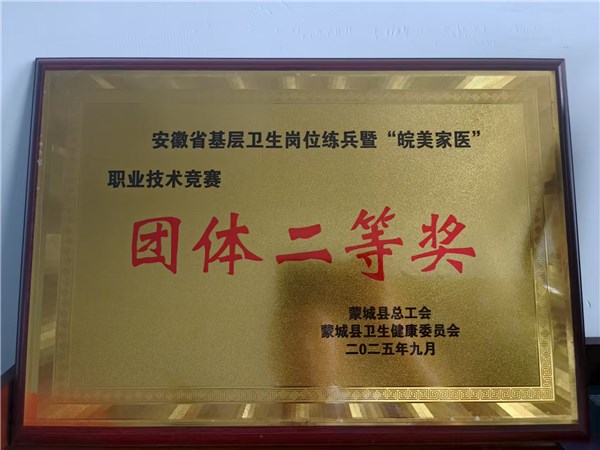 安徽省基层卫生岗位练兵暨“皖美家医”
职业技术竞赛
团体二等奖
蒙城县总工会
蒙城县卫生健康委员会
二〇二五年九月